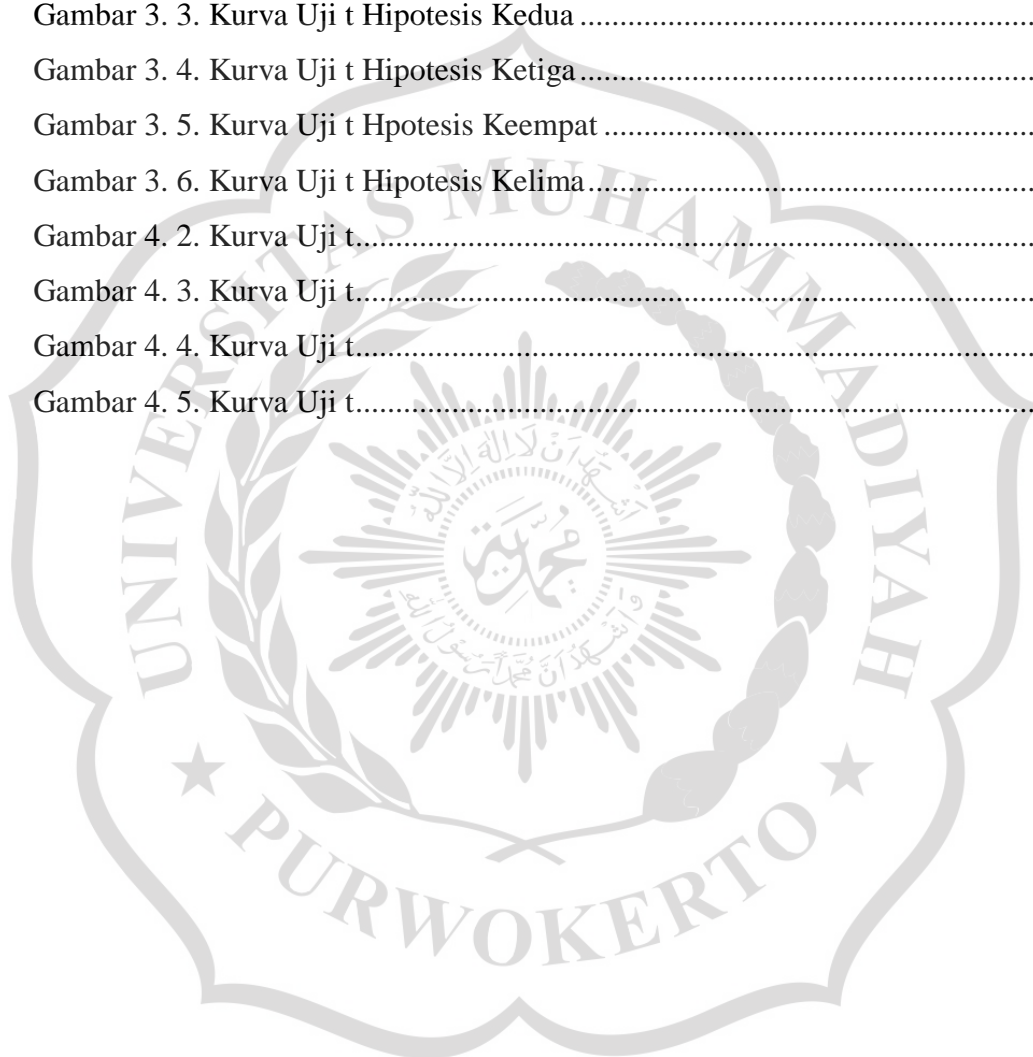 Gambar 3. 3. Kurva Uji t Hipotesis Kedua ....................................................................
Gambar 3. 4. Kurva Uji t Hipotesis Ketiga ....................................................................
Gambar 3. 5. Kurva Uji t Hpotesis Keempat ................................................................
Gambar 3. 6. Kurva Uji t Hipotesis Kelima...................................................................
Gambar 4. 2. Kurva Uji t................................................................................................
Gambar 4. 3. Kurva Uji t................................................................................................
Gambar 4. 4. Kurva Uji t................................................................................................
Gambar 4. 5. Kurva Uji t................................................................................................
UNIVERSITAS MUHAMMADIYAH
أَشْهَدُ أَنْ لَا إِلٰهَ إِلَّا اللهُ
مُحَمَّدِيَّة
وَأَشْهَدُ أَنَّ مُحَمَّدًا رَسُوْلُ اللهِ
★ PURWOKERTO ★